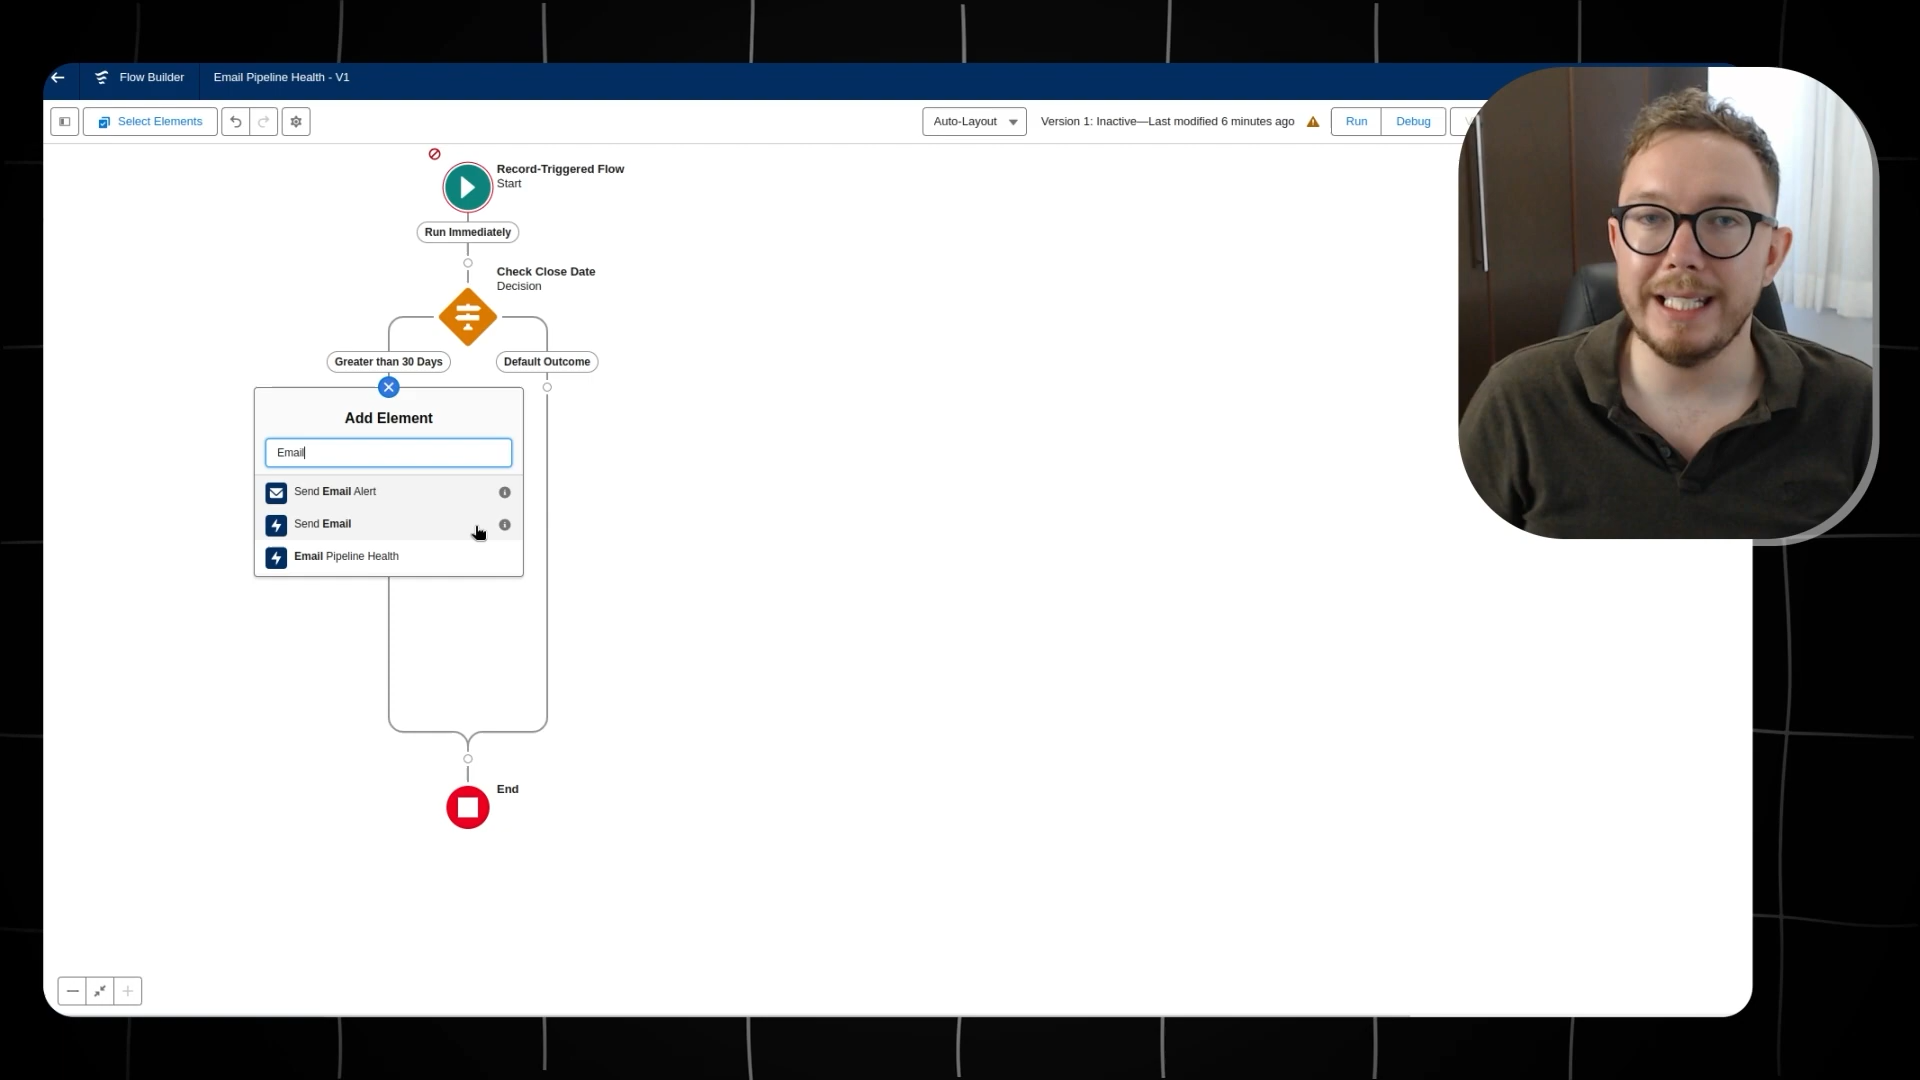 Flow Builder
Email Pipeline Health - V1
Select Elements
Auto-Layout
Version 1: Inactive—Last modified 6 minutes ago
Run
Debug
Record-Triggered Flow
Start
Run Immediately
Check Close Date
Decision
Greater than 30 Days
Default Outcome
Add Element
Email
Send Email Alert
Send Email
Email Pipeline Health
End